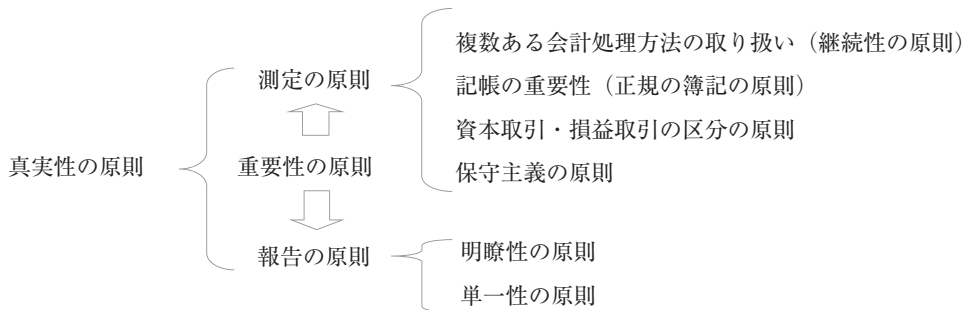 複数ある会計処理方法の取り扱い（継続性の原則）
測定の原則
記帳の重要性（正規の簿記の原則）
資本取引・損益取引の区分の原則
真実性の原則
重要性の原則
保守主義の原則
報告の原則
明瞭性の原則
単一性の原則